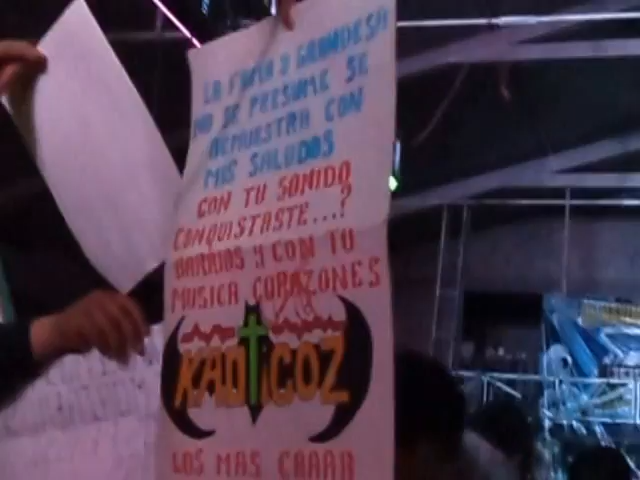 LA FAMA Y GRANDESA
NO SE PRESUME SE
DEMUESTRA CON
MIS SALUDOS
CON TU SONIDO
CONQUISTASTE...?
BARRIOS Y CON TU
MUSICA CORAZONES
KAOTICOZ
LOS MAS